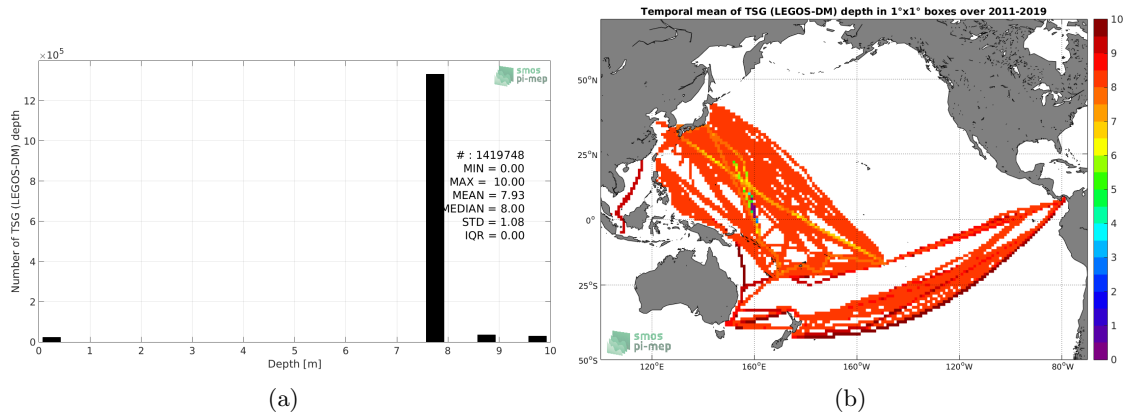 ×10⁵
12
10
8
6
4
2
0
0
1
2
3
4
5
6
7
8
9
10
Number of TSG (LEGOS-DM) depth
Depth [m]
smos
pi-mep
# : 1419748
MIN = 0.00
MAX = 10.00
MEAN = 7.93
MEDIAN = 8.00
STD = 1.08
IQR = 0.00
(a)
Temporal mean of TSG (LEGOS-DM) depth in 1°x1° boxes over 2011-2019
50°N
25°N
0°
25°S
50°S
120°E
160°E
160°W
120°W
80°W
smos
pi-mep
10
9
8
7
6
5
4
3
2
1
0
(b)